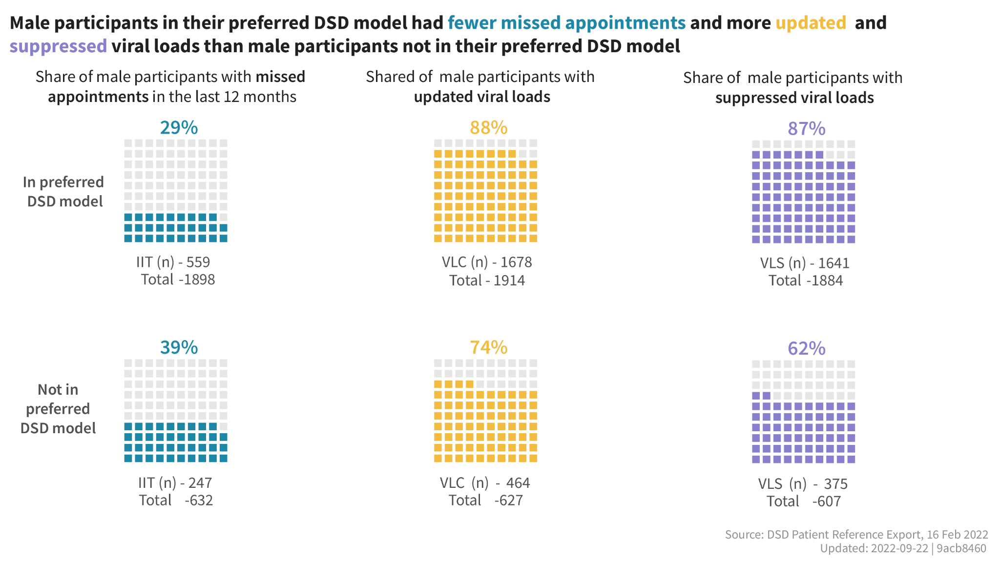 Male participants in their preferred DSD model had fewer missed appointments and more updated and
suppressed viral loads than male participants not in their preferred DSD model
Share of male participants with missed
appointments in the last 12 months
Shared of male participants with
updated viral loads
Share of male participants with
suppressed viral loads
In preferred
DSD model
29%
IIT (n) - 559
Total -1898
88%
VLC (n) - 1678
Total - 1914
87%
VLS (n) - 1641
Total -1884
Not in
preferred
DSD model
39%
IIT (n) - 247
Total -632
74%
VLC (n) - 464
Total -627
62%
VLS (n) - 375
Total -607
Source: DSD Patient Reference Export, 16 Feb 2022
Updated: 2022-09-22 | 9acb8460